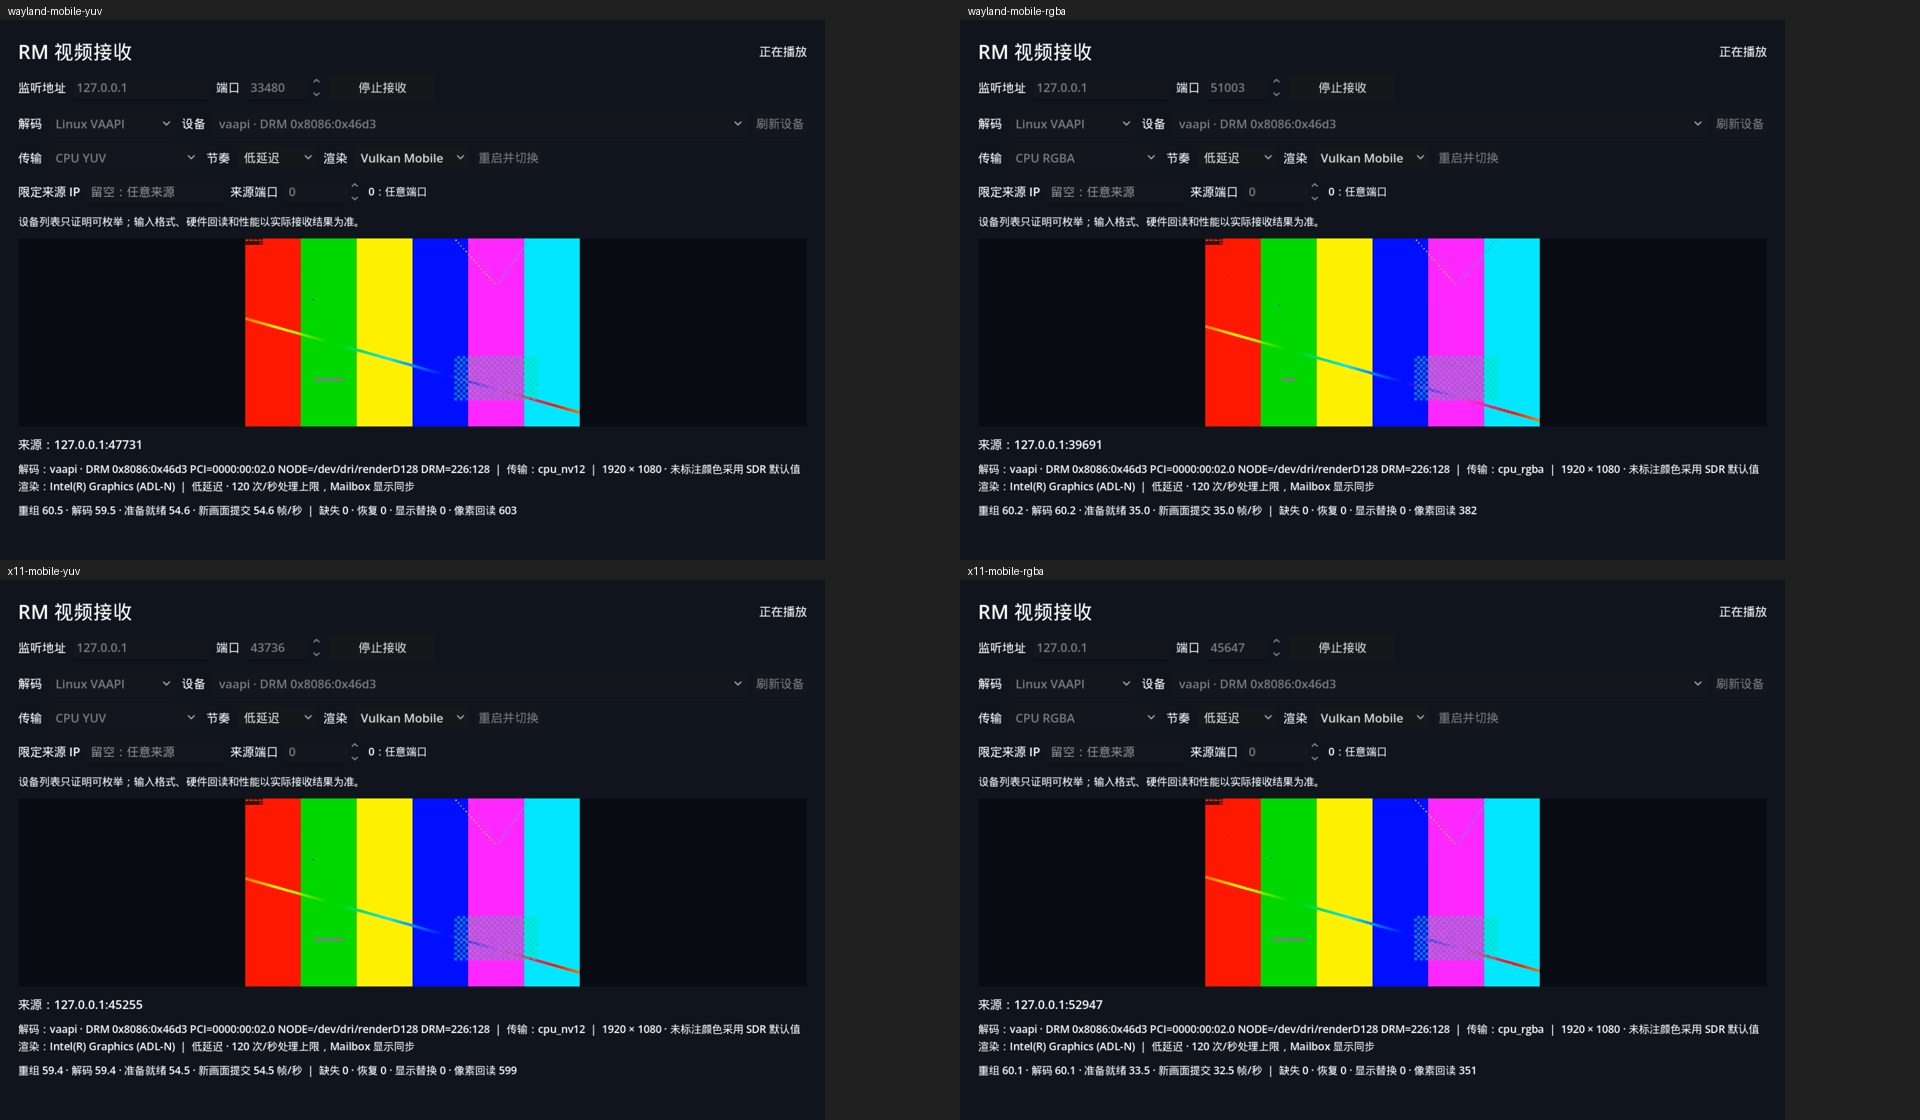 wayland-mobile-yuv
RM 视频接收
正在播放
监听地址 127.0.0.1 端口 33480 停止接收
解码 Linux VAAPI 设备 vaapi · DRM 0x8086:0x46d3 刷新设备
传输 CPU YUV 节奏 低延迟 渲染 Vulkan Mobile 重启并切换
限定来源 IP 留空：任意来源 来源端口 0 0：任意端口
设备列表只证明可枚举；输入格式、硬件回读和性能以实际接收结果为准。
来源：127.0.0.1:47731
解码：vaapi · DRM 0x8086:0x46d3 PCI=0000:00:02.0 NODE=/dev/dri/renderD128 DRM=226:128 | 传输：cpu_nv12 | 1920 × 1080 · 未标注颜色采用 SDR 默认值
渲染：Intel(R) Graphics (ADL-N) | 低延迟 · 120 次/秒处理上限，Mailbox 显示同步
重组 60.5 · 解码 59.5 · 准备就绪 54.6 · 新画面提交 54.6 帧/秒 | 缺失 0 · 恢复 0 · 显示替换 0 · 像素回读 603
wayland-mobile-rgba
RM 视频接收
正在播放
监听地址 127.0.0.1 端口 51003 停止接收
解码 Linux VAAPI 设备 vaapi · DRM 0x8086:0x46d3 刷新设备
传输 CPU RGBA 节奏 低延迟 渲染 Vulkan Mobile 重启并切换
限定来源 IP 留空：任意来源 来源端口 0 0：任意端口
设备列表只证明可枚举；输入格式、硬件回读和性能以实际接收结果为准。
来源：127.0.0.1:39691
解码：vaapi · DRM 0x8086:0x46d3 PCI=0000:00:02.0 NODE=/dev/dri/renderD128 DRM=226:128 | 传输：cpu_rgba | 1920 × 1080 · 未标注颜色采用 SDR 默认值
渲染：Intel(R) Graphics (ADL-N) | 低延迟 · 120 次/秒处理上限，Mailbox 显示同步
重组 60.2 · 解码 60.2 · 准备就绪 35.0 · 新画面提交 35.0 帧/秒 | 缺失 0 · 恢复 0 · 显示替换 0 · 像素回读 382
x11-mobile-yuv
RM 视频接收
正在播放
监听地址 127.0.0.1 端口 43736 停止接收
解码 Linux VAAPI 设备 vaapi · DRM 0x8086:0x46d3 刷新设备
传输 CPU YUV 节奏 低延迟 渲染 Vulkan Mobile 重启并切换
限定来源 IP 留空：任意来源 来源端口 0 0：任意端口
设备列表只证明可枚举；输入格式、硬件回读和性能以实际接收结果为准。
来源：127.0.0.1:45255
解码：vaapi · DRM 0x8086:0x46d3 PCI=0000:00:02.0 NODE=/dev/dri/renderD128 DRM=226:128 | 传输：cpu_nv12 | 1920 × 1080 · 未标注颜色采用 SDR 默认值
渲染：Intel(R) Graphics (ADL-N) | 低延迟 · 120 次/秒处理上限，Mailbox 显示同步
重组 59.4 · 解码 59.4 · 准备就绪 54.5 · 新画面提交 54.5 帧/秒 | 缺失 0 · 恢复 0 · 显示替换 0 · 像素回读 599
x11-mobile-rgba
RM 视频接收
正在播放
监听地址 127.0.0.1 端口 45647 停止接收
解码 Linux VAAPI 设备 vaapi · DRM 0x8086:0x46d3 刷新设备
传输 CPU RGBA 节奏 低延迟 渲染 Vulkan Mobile 重启并切换
限定来源 IP 留空：任意来源 来源端口 0 0：任意端口
设备列表只证明可枚举；输入格式、硬件回读和性能以实际接收结果为准。
来源：127.0.0.1:52947
解码：vaapi · DRM 0x8086:0x46d3 PCI=0000:00:02.0 NODE=/dev/dri/renderD128 DRM=226:128 | 传输：cpu_rgba | 1920 × 1080 · 未标注颜色采用 SDR 默认值
渲染：Intel(R) Graphics (ADL-N) | 低延迟 · 120 次/秒处理上限，Mailbox 显示同步
重组 60.1 · 解码 60.1 · 准备就绪 33.5 · 新画面提交 32.5 帧/秒 | 缺失 0 · 恢复 0 · 显示替换 0 · 像素回读 351